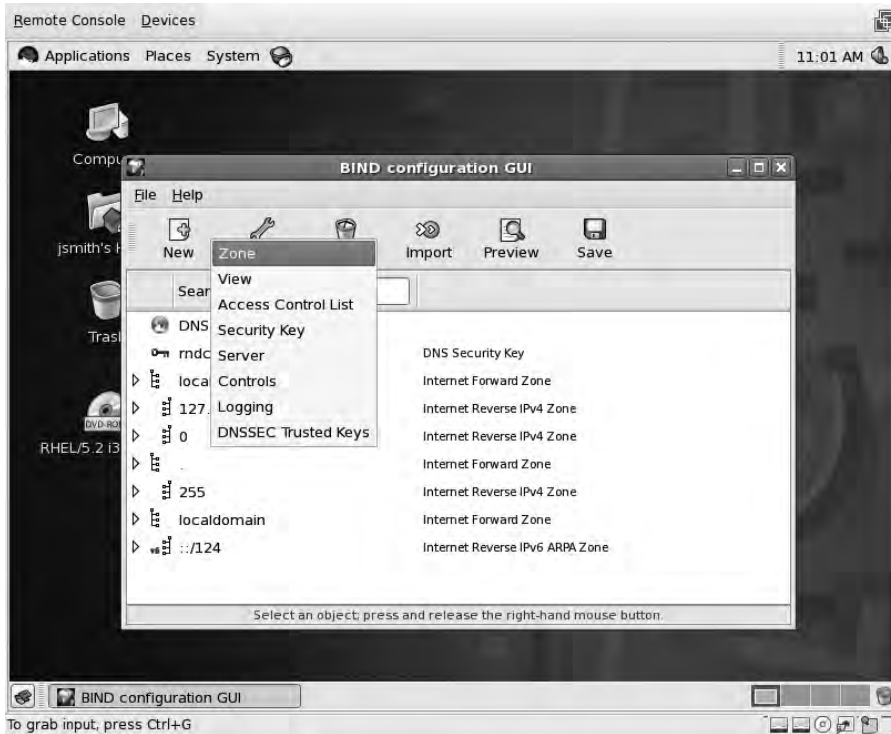 Remote Console Devices
Applications Places System 11:01 AM
Compu
jsmith's H
Tras
DVD-RO
RHEL/5.2 i3
BIND configuration GUI
File Help
New Import Preview Save
Zone
View
Access Control List
Security Key
Server
Controls
Logging
DNSSEC Trusted Keys
Sear
DNS
rndc DNS Security Key
local Internet Forward Zone
127. Internet Reverse IPv4 Zone
0 Internet Reverse IPv4 Zone
. Internet Forward Zone
255 Internet Reverse IPv4 Zone
localdomain Internet Forward Zone
v6 ::/124 Internet Reverse IPv6 ARPA Zone
Select an object; press and release the right-hand mouse button.
BIND configuration GUI
To grab input, press Ctrl+G